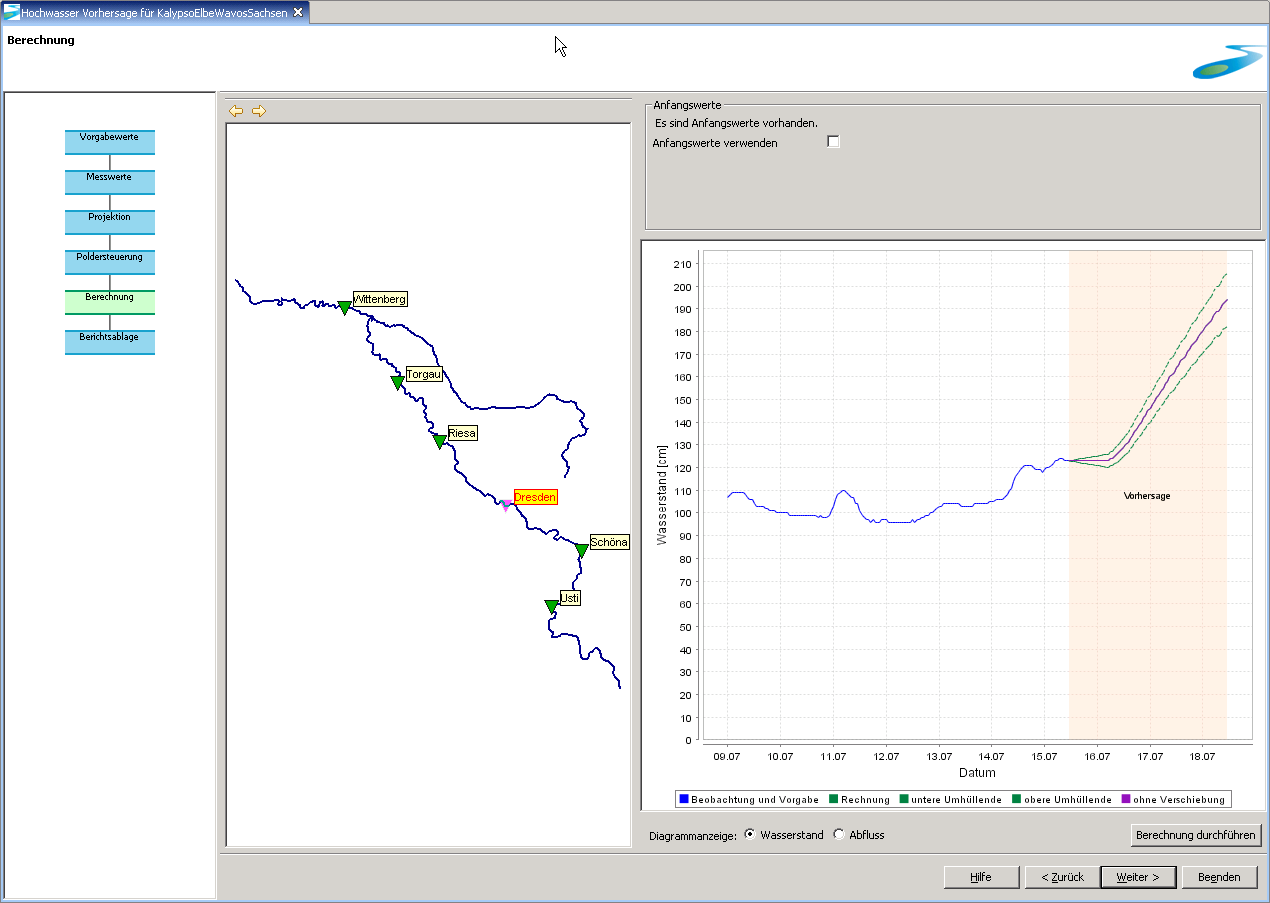 Hochwasser Vorhersage für KalypsoElbeWavosSachsen
Berechnung
Vorgabewerte
Messwerte
Projektion
Poldersteuerung
Berechnung
Berichtsablage
Wittenberg
Torgau
Riesa
Dresden
Schöna
Usti
Anfangswerte
Es sind Anfangswerte vorhanden.
Anfangswerte verwenden
Wasserstand [cm]
210
200
190
180
170
160
150
140
130
120
110
100
90
80
70
60
50
40
30
20
10
0
Vorhersage
09.07 10.07 11.07 12.07 13.07 14.07 15.07 16.07 17.07 18.07
Datum
Beobachtung und Vorgabe Rechnung untere Umhüllende obere Umhüllende ohne Verschiebung
Diagrammanzeige: Wasserstand Abfluss Berechnung durchführen
Hilfe < Zurück Weiter > Beenden